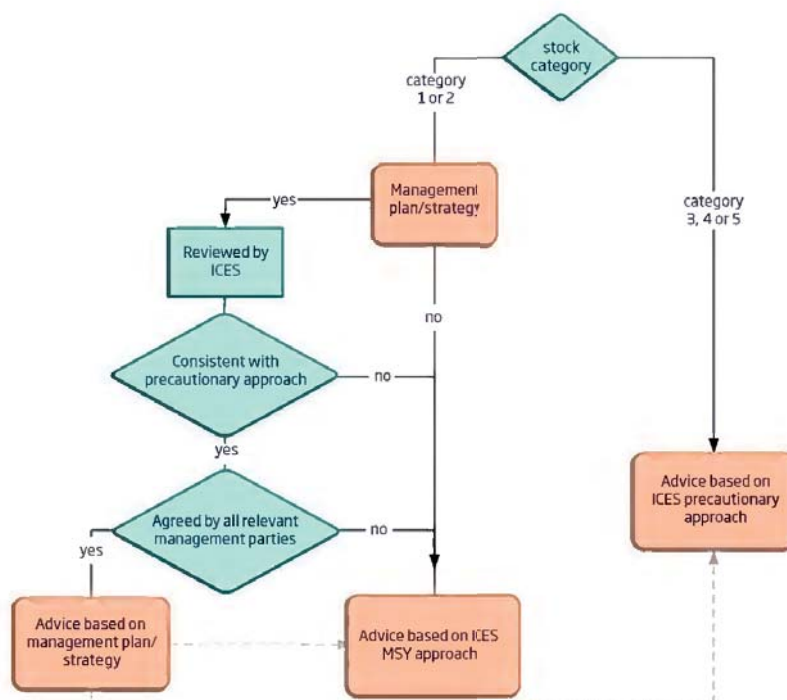 stock
category
category
1 or 2
Management
plan/strategy
yes
category
3, 4 or 5
Reviewed by
ICES
no
Consistent with
precautionary approach
no
yes
Advice based on
ICES precautionary
approach
Agreed by all relevant
management parties
no
yes
Advice based on
management plan/
strategy
Advice based on ICES
MSY approach